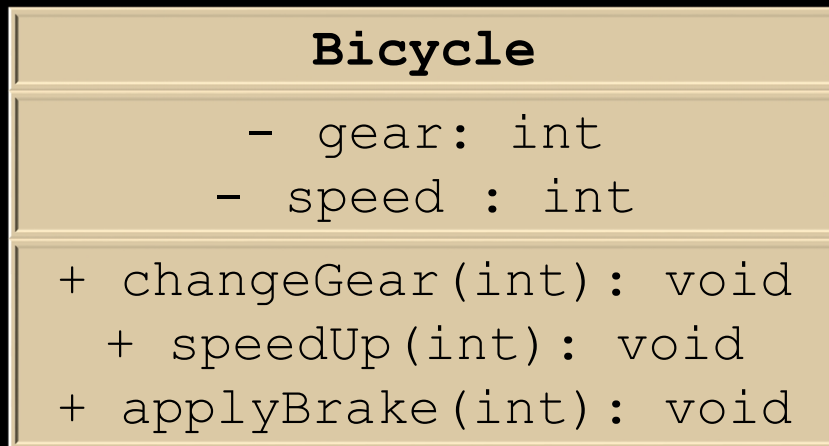 Bicycle
- gear: int
- speed : int
+ changeGear(int): void
+ speedUp(int): void
+ applyBrake(int): void